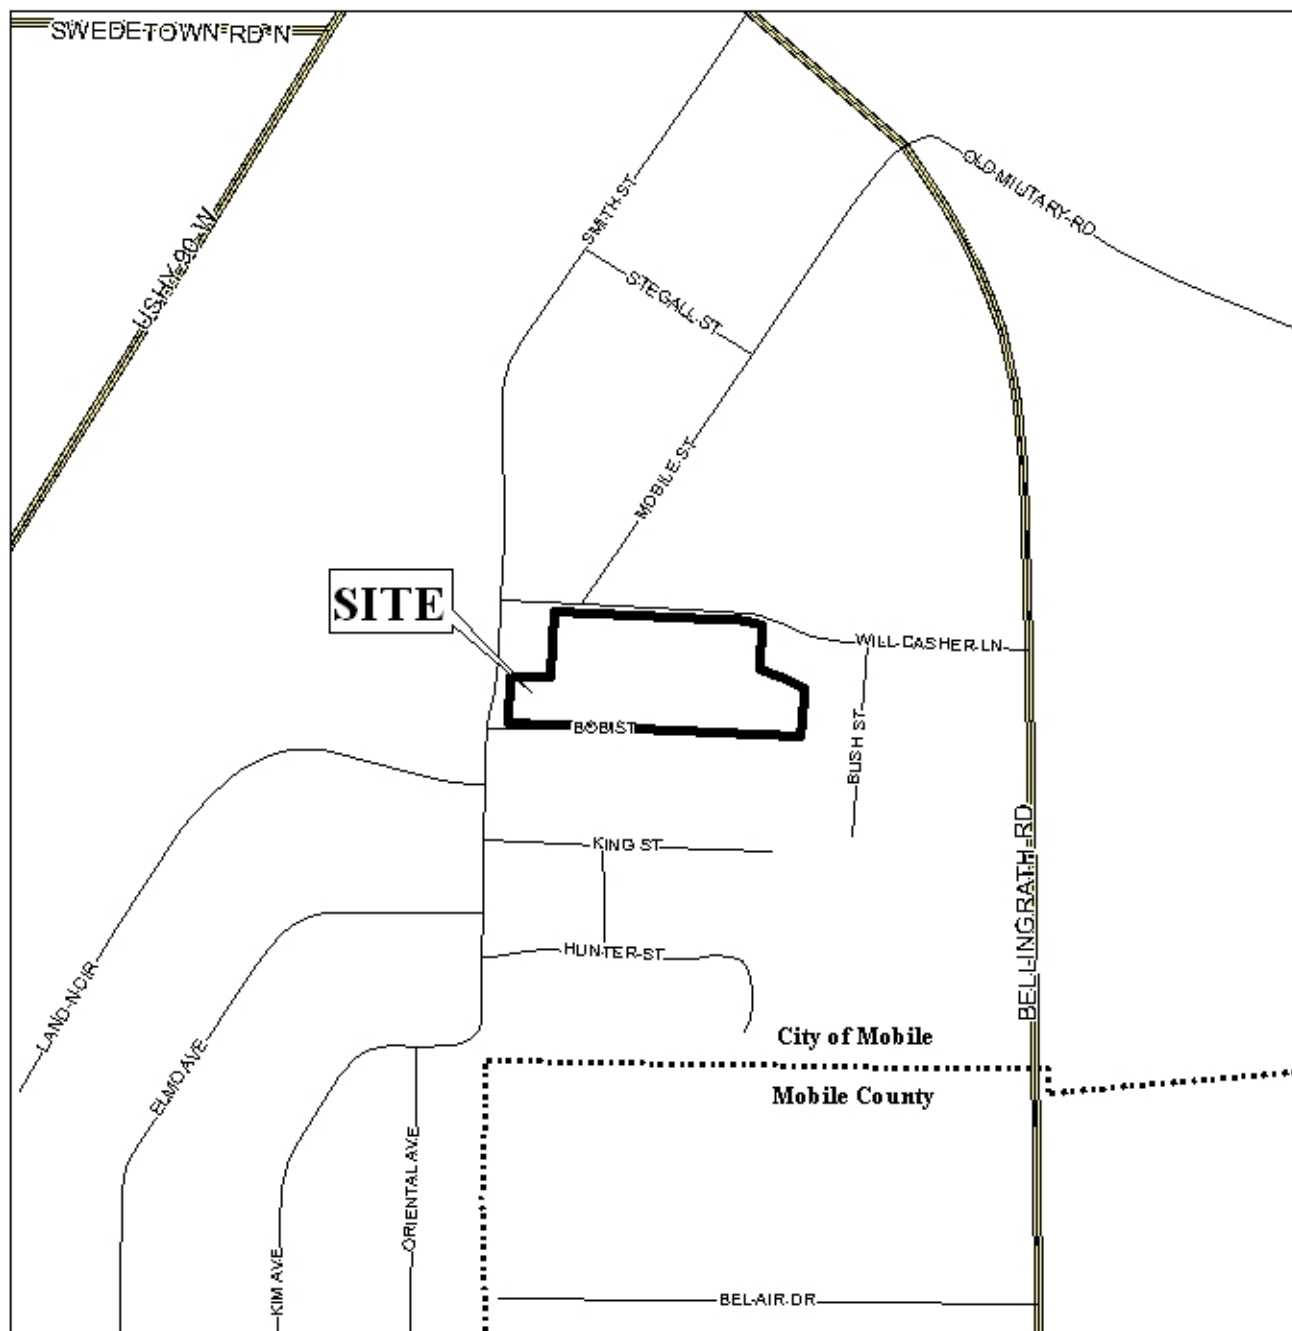 SWEDETOWN RD N
US HY 90 W
SMITH ST
OLD MILITARY RD
STEGALL ST
MOBILE ST
SITE
WILL CASHER LN
BOBI ST
BUSH ST
KING ST
BELLINGRATH RD
HUNTER ST
LAND N CIR
City of Mobile
ELMO AVE
Mobile County
ORIENTAL AVE
KIM AVE
BEL AIR DR